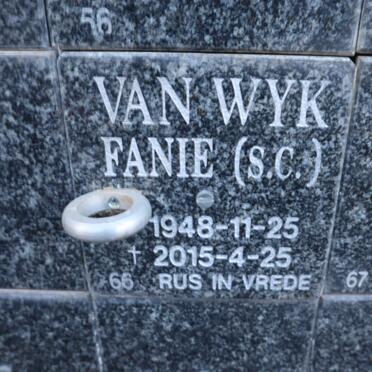 56
VAN WYK
FANIE (S.C.)
1948-11-25
† 2015-4-25
66 RUS IN VREDE
67